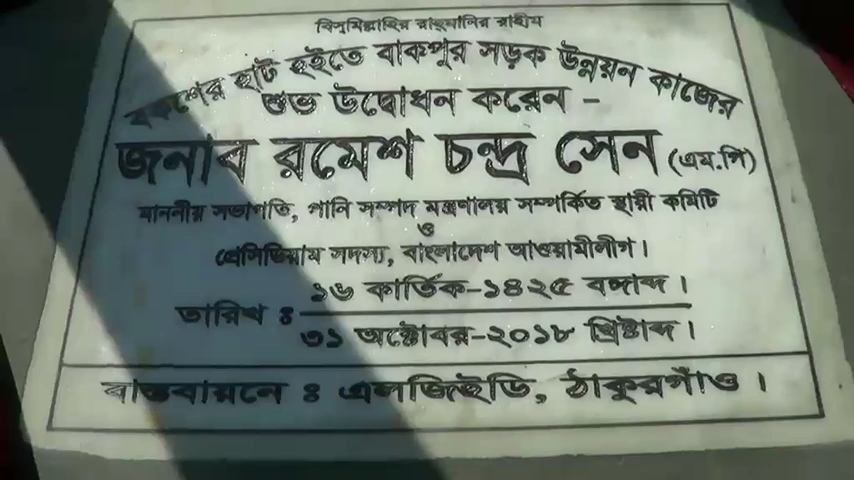 বিসমিল্লাহির রাহমানির রাহীম
হাট হইতে বাকপুর সড়ক উন্নয়ন কাজের
শুভ উদ্বোধন করেন -
জনাব রমেশ চন্দ্র সেন (এম.পি)
মাননীয় সভাপতি, পানি সম্পদ মন্ত্রণালয় সম্পর্কিত স্থায়ী কমিটি
ও
প্রেসিডিয়াম সদস্য, বাংলাদেশ আওয়ামীলীগ।
১৬ কার্তিক-১৪২৫ বঙ্গাব্দ।
তারিখ ঃ
৩১ অক্টোবর-২০১৮ খ্রিষ্টাব্দ।
বাস্তবায়নে ঃ এলজিইডি, ঠাকুরগাঁও।